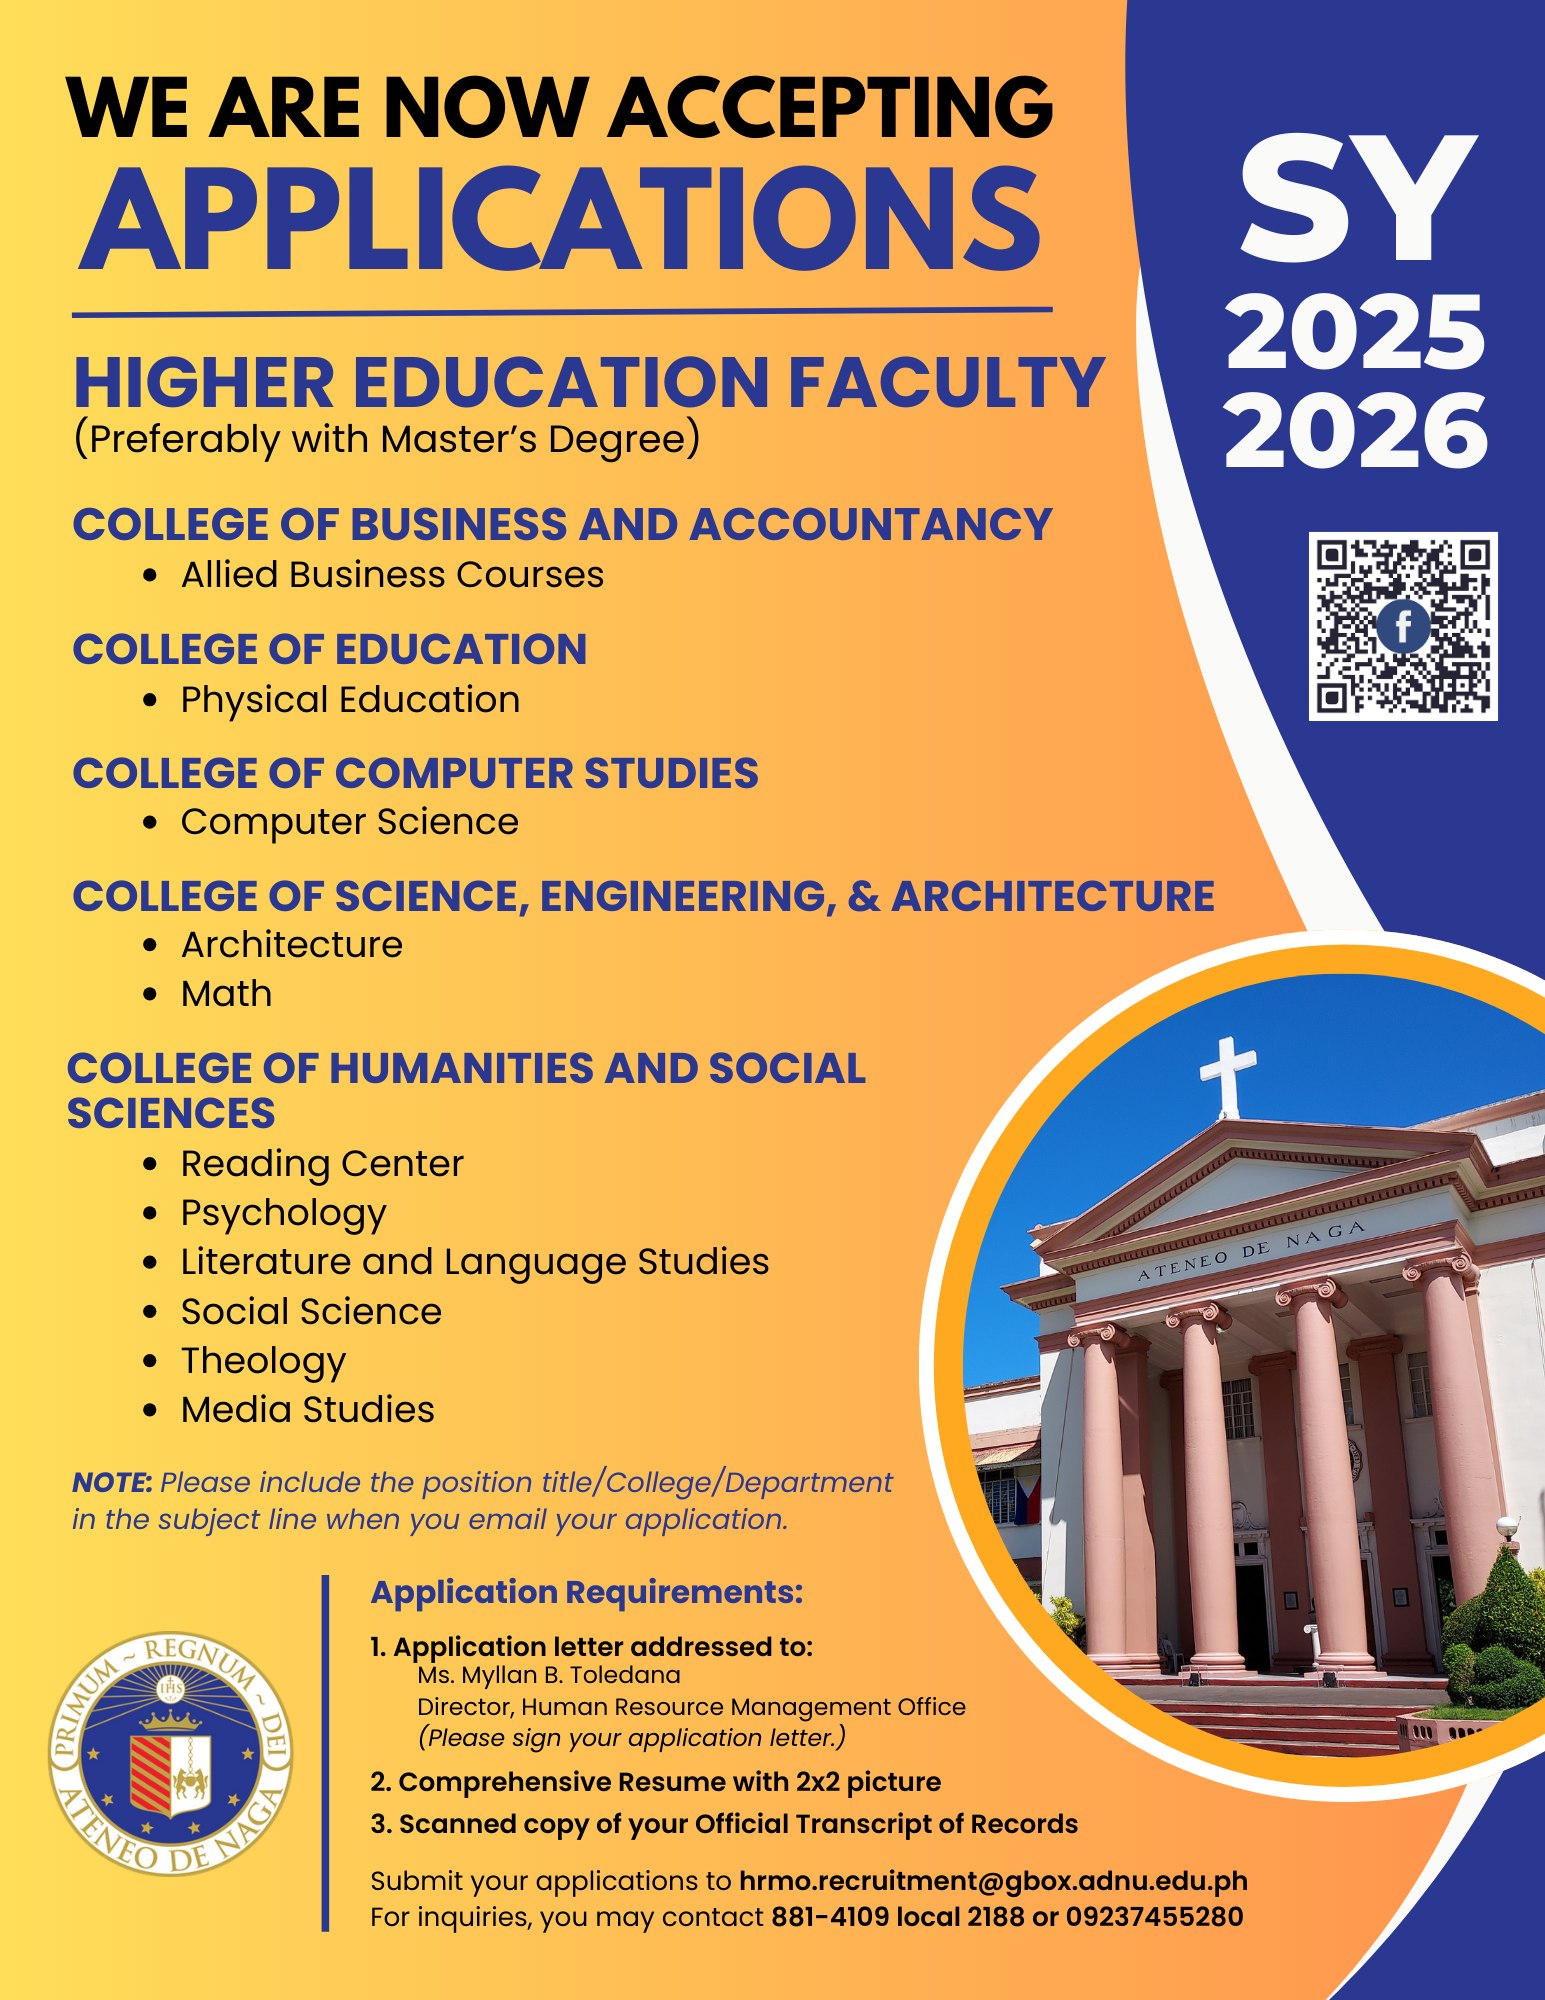 WE ARE NOW ACCEPTING
APPLICATIONS
SY
2025
2026
HIGHER EDUCATION FACULTY
(Preferably with Master's Degree)
COLLEGE OF BUSINESS AND ACCOUNTANCY
• Allied Business Courses
COLLEGE OF EDUCATION
• Physical Education
COLLEGE OF COMPUTER STUDIES
• Computer Science
COLLEGE OF SCIENCE, ENGINEERING, & ARCHITECTURE
• Architecture
• Math
COLLEGE OF HUMANITIES AND SOCIAL
SCIENCES
• Reading Center
• Psychology
• Literature and Language Studies
• Social Science
• Theology
• Media Studies
ATENEO DE NAGA
NOTE: Please include the position title/College/Department
in the subject line when you email your application.
PRIMUM ~ REGNUM ~ DEI
IHS
ATENEO DE NAGA
Application Requirements:
1. Application letter addressed to:
Ms. Myllan B. Toledana
Director, Human Resource Management Office
(Please sign your application letter.)
2. Comprehensive Resume with 2x2 picture
3. Scanned copy of your Official Transcript of Records
Submit your applications to hrmo.recruitment@gbox.adnu.edu.ph
For inquiries, you may contact 881-4109 local 2188 or 09237455280